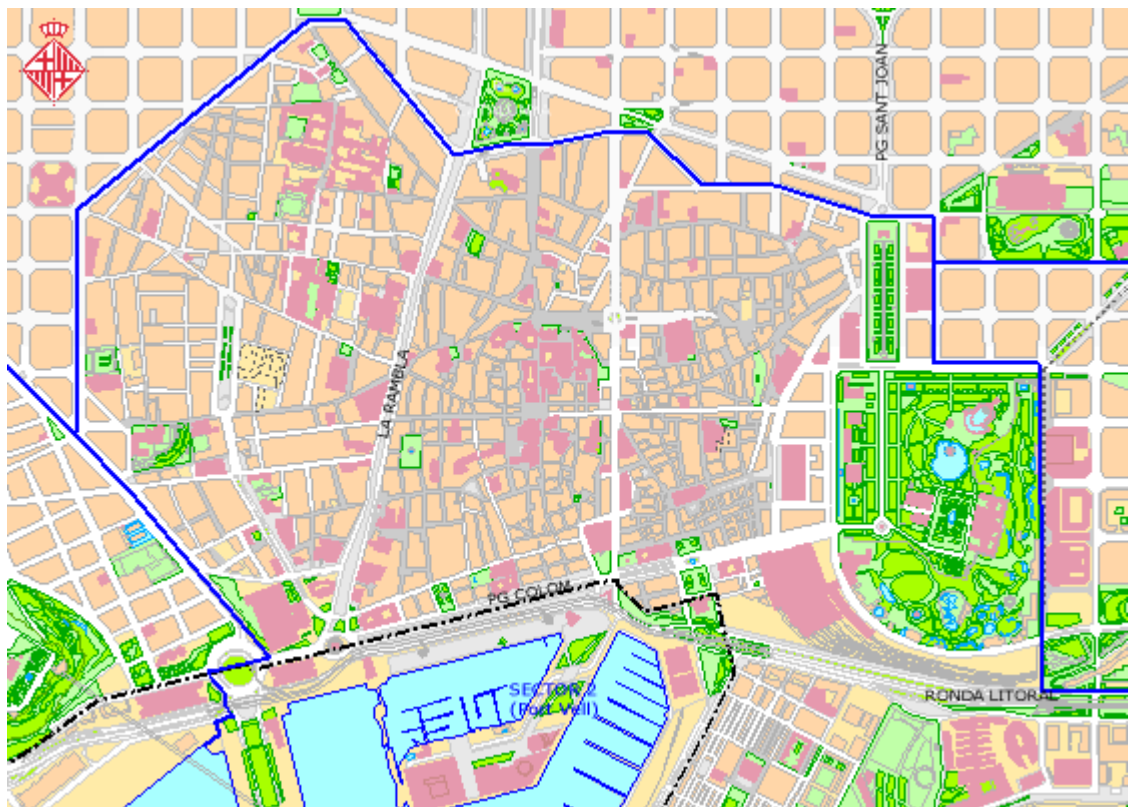 PG SANT JOAN
LA RAMBLA
PG COLOM
SECTOR 2
(Port Vell)
RONDA LITORAL